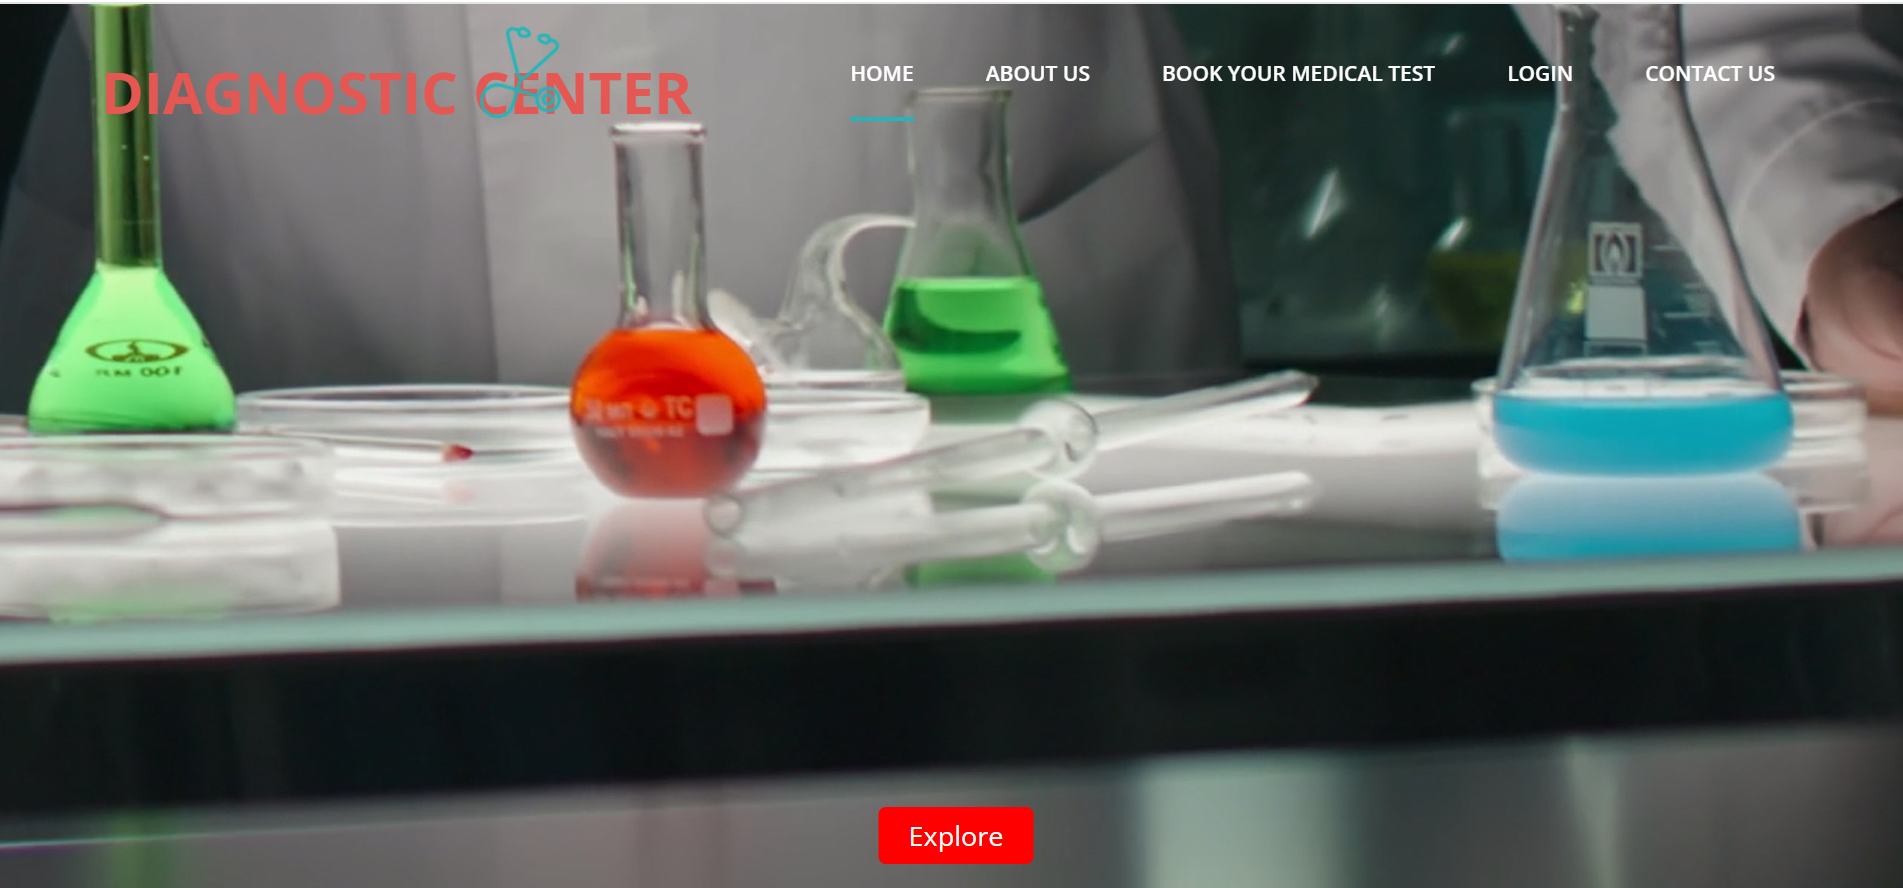 DIAGNOSTIC CENTER
HOME
ABOUT US
BOOK YOUR MEDICAL TEST
LOGIN
CONTACT US
Explore